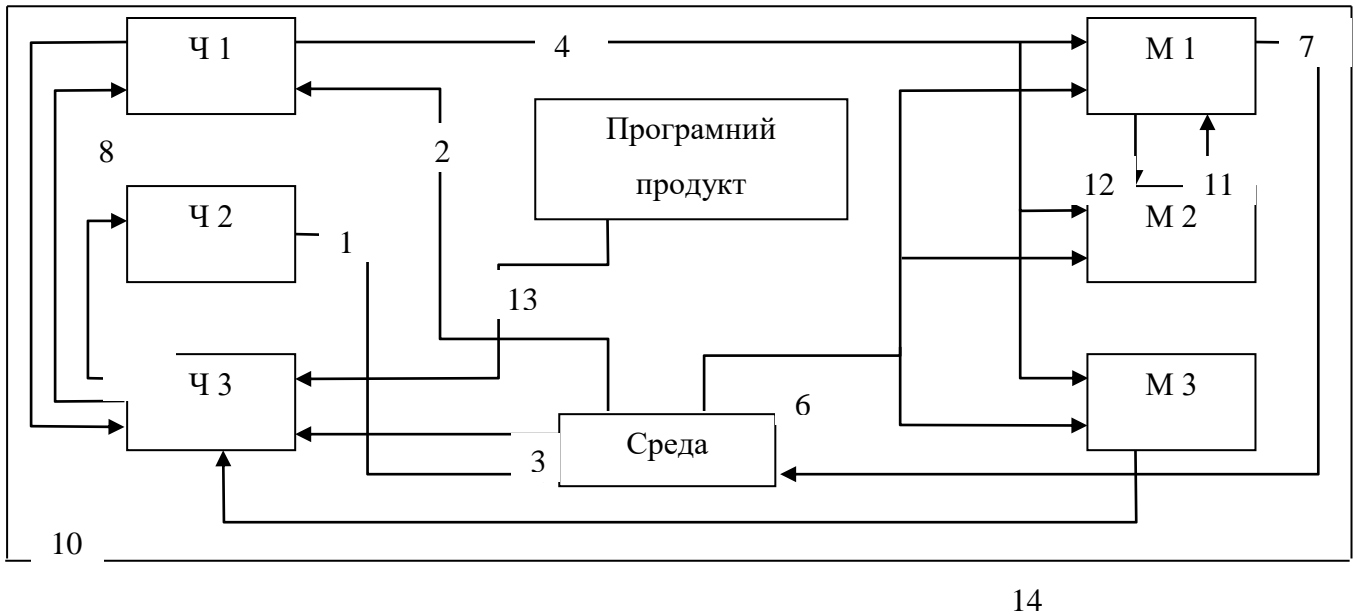 Ч 1
4
М 1
7
Програмний
продукт
8
2
12
11
Ч 2
М 2
1
13
Ч 3
М 3
6
Среда
3
10
14